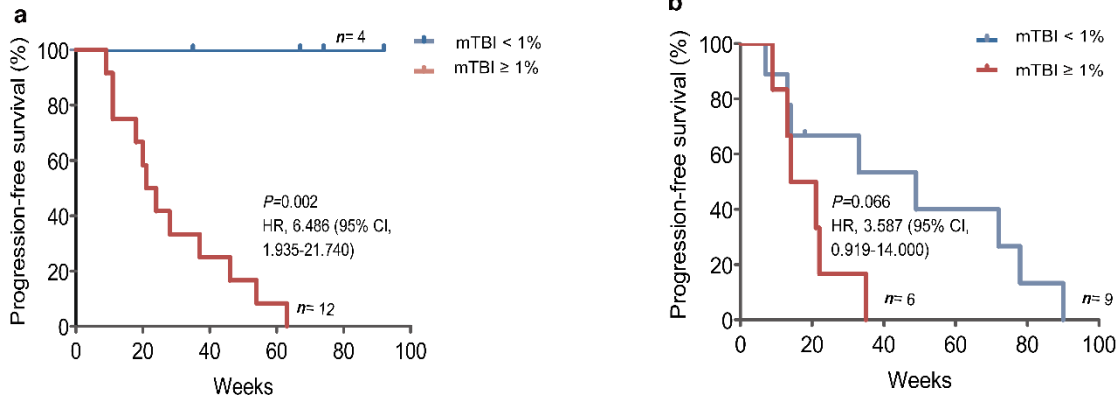 a
Progression-free survival (%)
100
80
60
40
20
0
0 20 40 60 80 100
Weeks
n= 4
mTBI < 1%
mTBI ≥ 1%
P=0.002
HR, 6.486 (95% CI,
1.935-21.740)
n= 12
b
Progression-free survival (%)
100
80
60
40
20
0
0 20 40 60 80 100
Weeks
mTBI < 1%
mTBI ≥ 1%
P=0.066
HR, 3.587 (95% CI,
0.919-14.000)
n= 6
n= 9